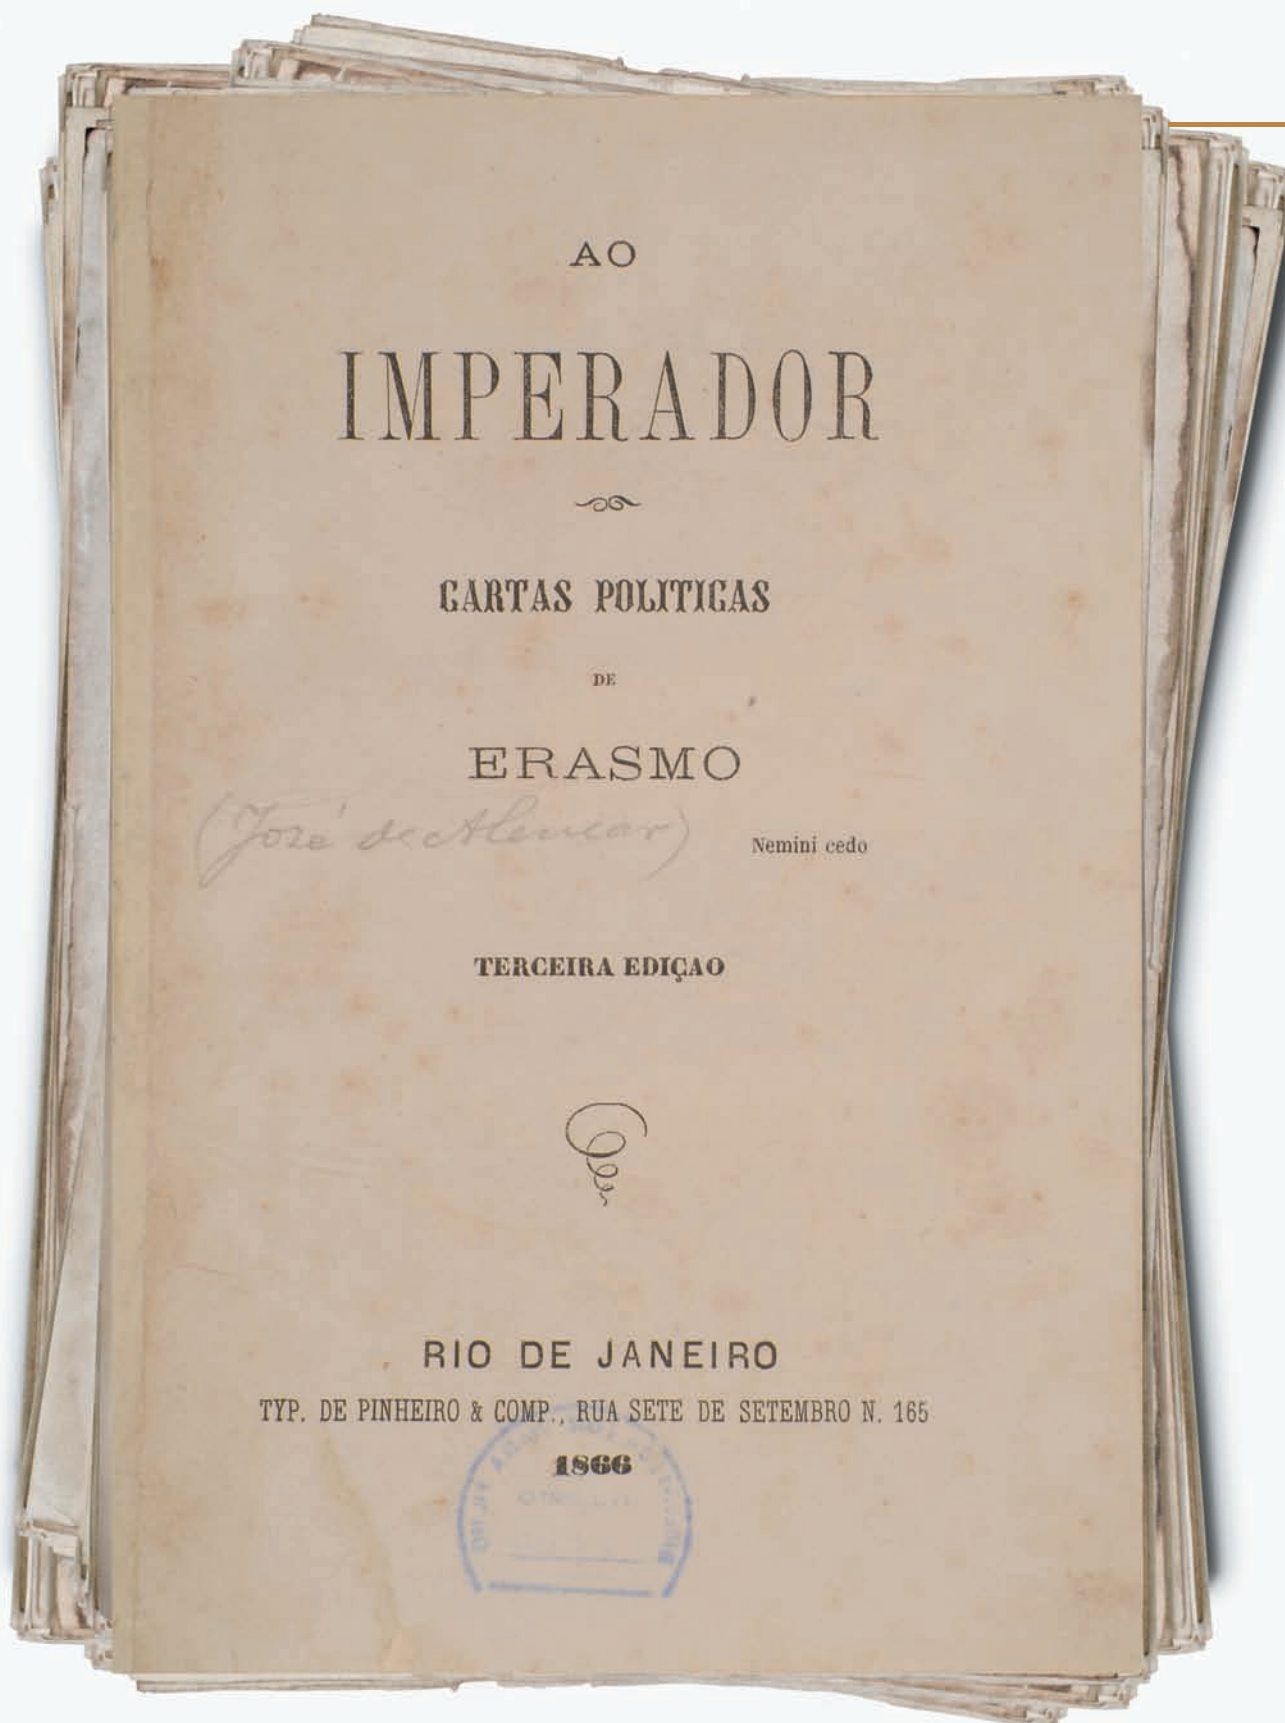 AO
IMPERADOR
CARTAS POLITICAS
DE
ERASMO
(José de Alencar)
Nemini cedo
TERCEIRA EDIÇAO
RIO DE JANEIRO
TYP. DE PINHEIRO & COMP., RUA SETE DE SETEMBRO N. 165
1866